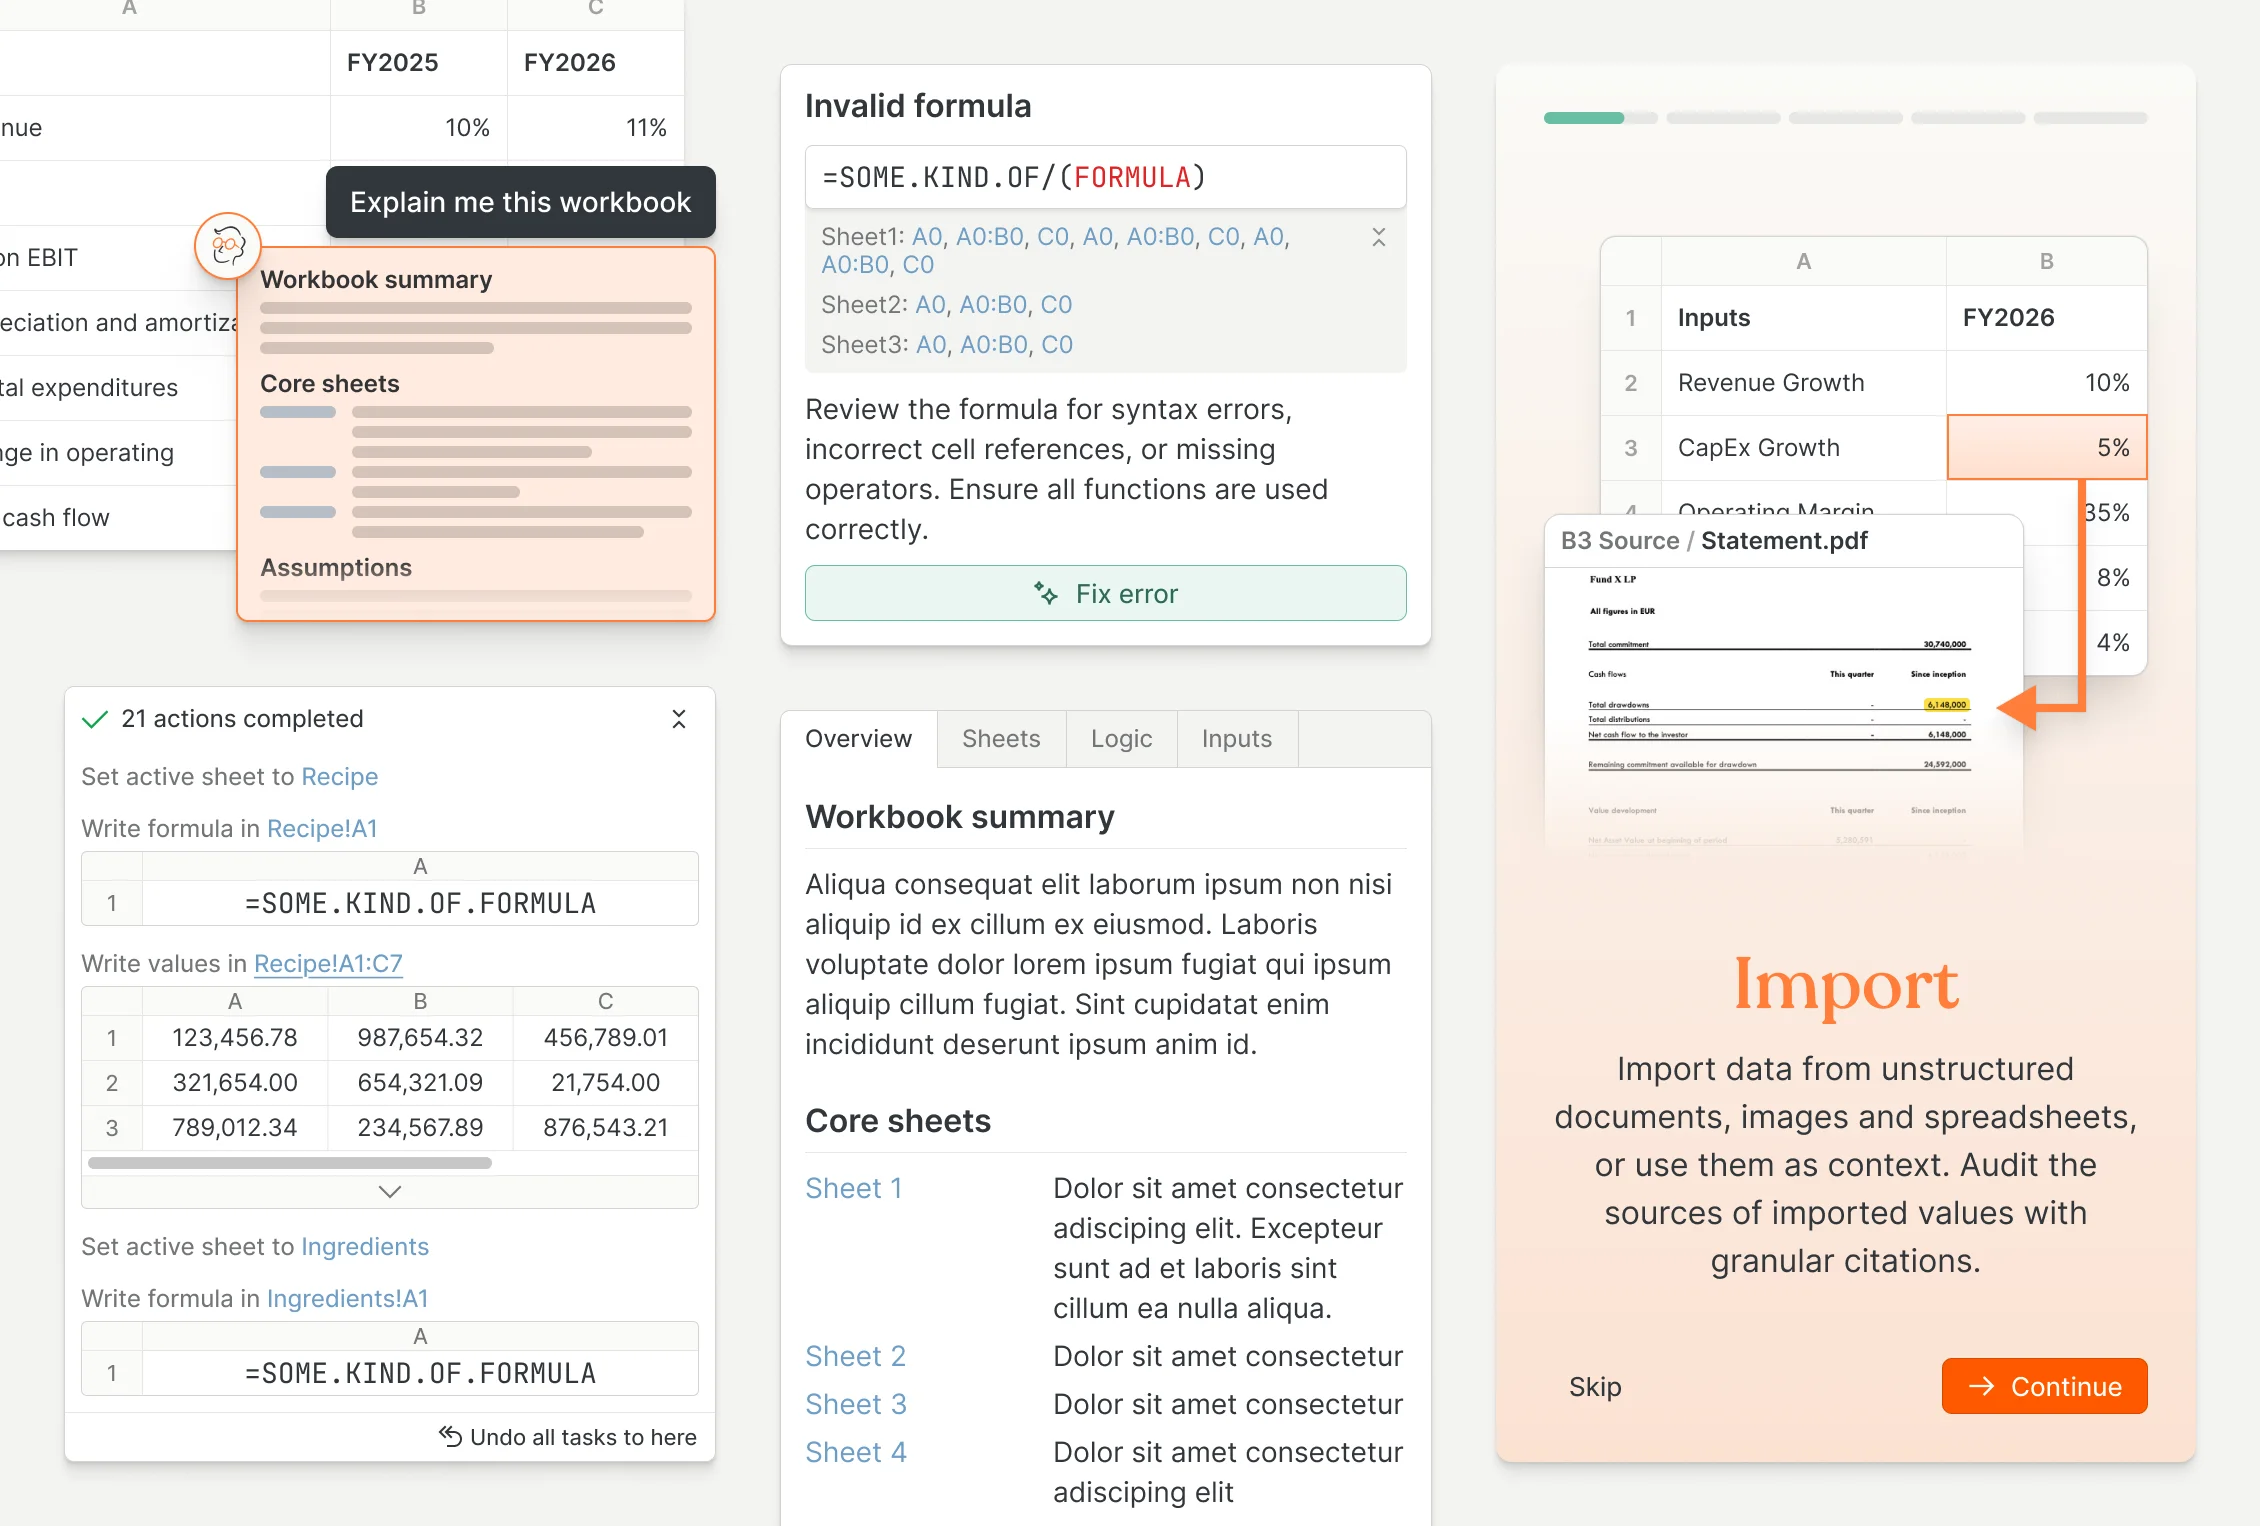 A B C
FY2025 FY2026
nue 10% 11%
on EBIT
eciation and amortiza
tal expenditures
nge in operating
cash flow
Explain me this workbook
Workbook summary
Core sheets
Assumptions
21 actions completed
Set active sheet to Recipe
Write formula in Recipe!A1
A
1 =SOME.KIND.OF.FORMULA
Write values in Recipe!A1:C7
A B C
1 123,456.78 987,654.32 456,789.01
2 321,654.00 654,321.09 21,754.00
3 789,012.34 234,567.89 876,543.21
Set active sheet to Ingredients
Write formula in Ingredients!A1
A
1 =SOME.KIND.OF.FORMULA
Undo all tasks to here
Invalid formula
=SOME.KIND.OF/(FORMULA)
Sheet1: A0, A0:B0, C0, A0, A0:B0, C0, A0,
A0:B0, C0
Sheet2: A0, A0:B0, C0
Sheet3: A0, A0:B0, C0
Review the formula for syntax errors,
incorrect cell references, or missing
operators. Ensure all functions are used
correctly.
Fix error
Overview Sheets Logic Inputs
Workbook summary
Aliqua consequat elit laborum ipsum non nisi
aliquip id ex cillum ex eiusmod. Laboris
voluptate dolor lorem ipsum fugiat qui ipsum
aliquip cillum fugiat. Sint cupidatat enim
incididunt deserunt ipsum anim id.
Core sheets
Sheet 1 Dolor sit amet consectetur
adisciping elit. Excepteur
sunt ad et laboris sint
cillum ea nulla aliqua.
Sheet 2 Dolor sit amet consectetur
Sheet 3 Dolor sit amet consectetur
Sheet 4 Dolor sit amet consectetur
adisciping elit
A B
1 Inputs FY2026
2 Revenue Growth 10%
3 CapEx Growth 5%
4 Operating Margin 35%
8%
4%
B3 Source / Statement.pdf
Fund X LP
All figures in EUR
Total commitment 30,740,000
Cash flows This quarter Since inception
Total drawdowns - 6,148,000
Total distributions - -
Net cash flow to the investor - 6,148,000
Remaining commitment available for drawdown 24,592,000
Value development This quarter Since inception
Net Asset Value at beginning of period 5,280,591
Import
Import data from unstructured
documents, images and spreadsheets,
or use them as context. Audit the
sources of imported values with
granular citations.
Skip Continue